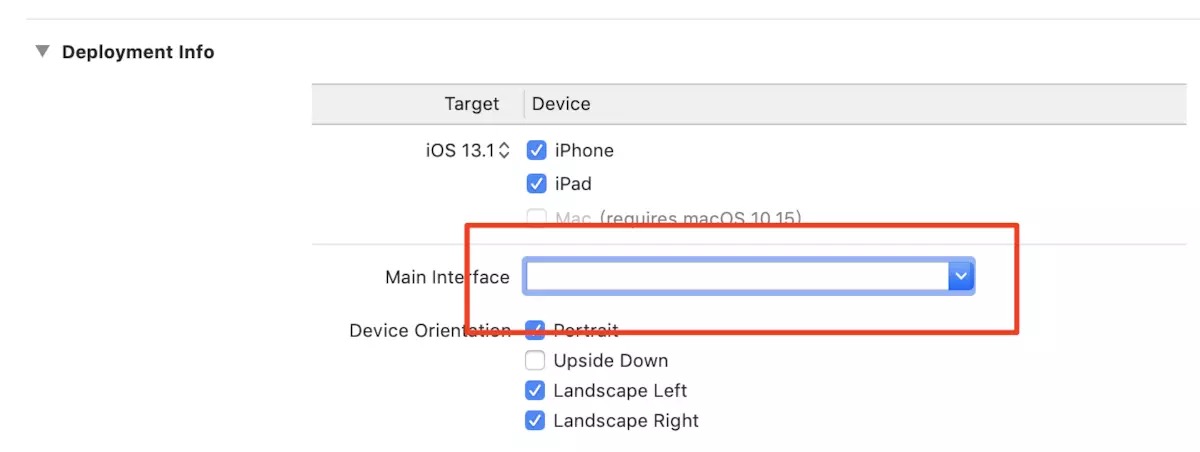 Deployment Info
Target Device
iOS 13.1 iPhone
iPad
Mac (requires macOS 10.15)
Main Interface
Device Orientation Portrait
Upside Down
Landscape Left
Landscape Right